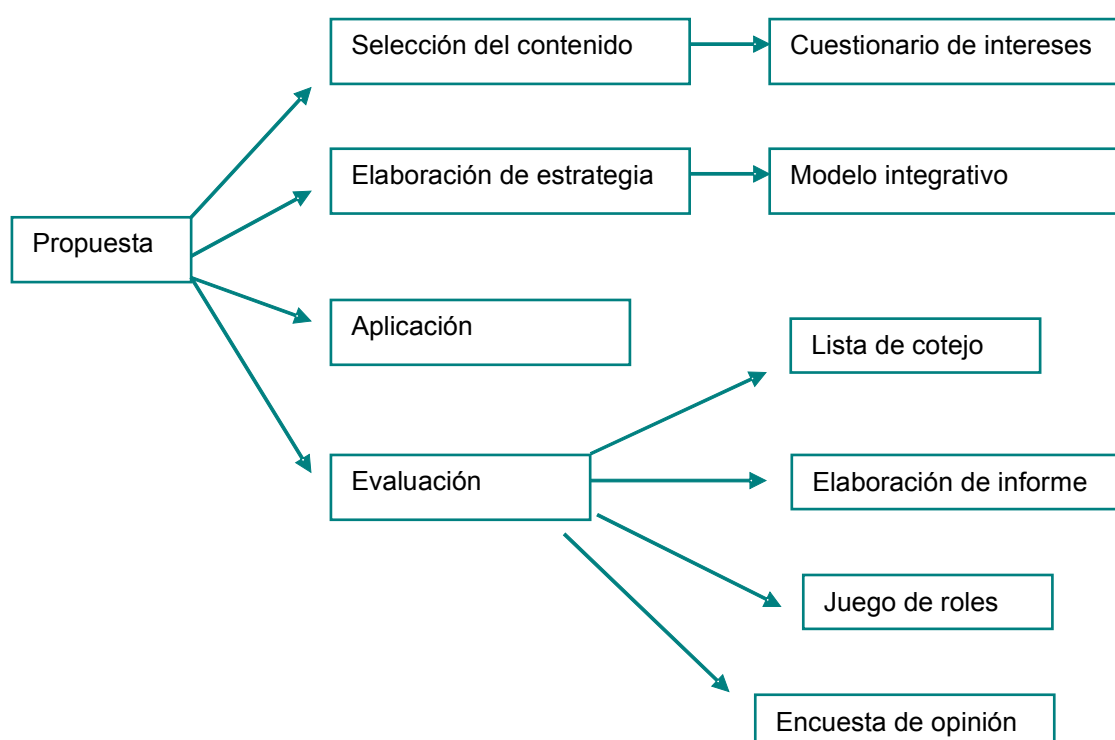 Selección del contenido
Cuestionario de intereses
Elaboración de estrategia
Modelo integrativo
Propuesta
Aplicación
Lista de cotejo
Evaluación
Elaboración de informe
Juego de roles
Encuesta de opinión